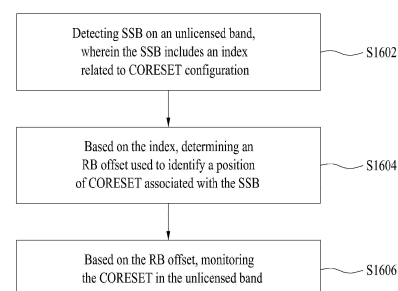 Detecting SSB on an unlicensed band,
wherein the SSB includes an index
related to CORESET configuration
S1602
Based on the index, determining an
RB offset used to identify a position
of CORESET associated with the SSB
S1604
Based on the RB offset, monitoring
the CORESET in the unlicensed band
S1606